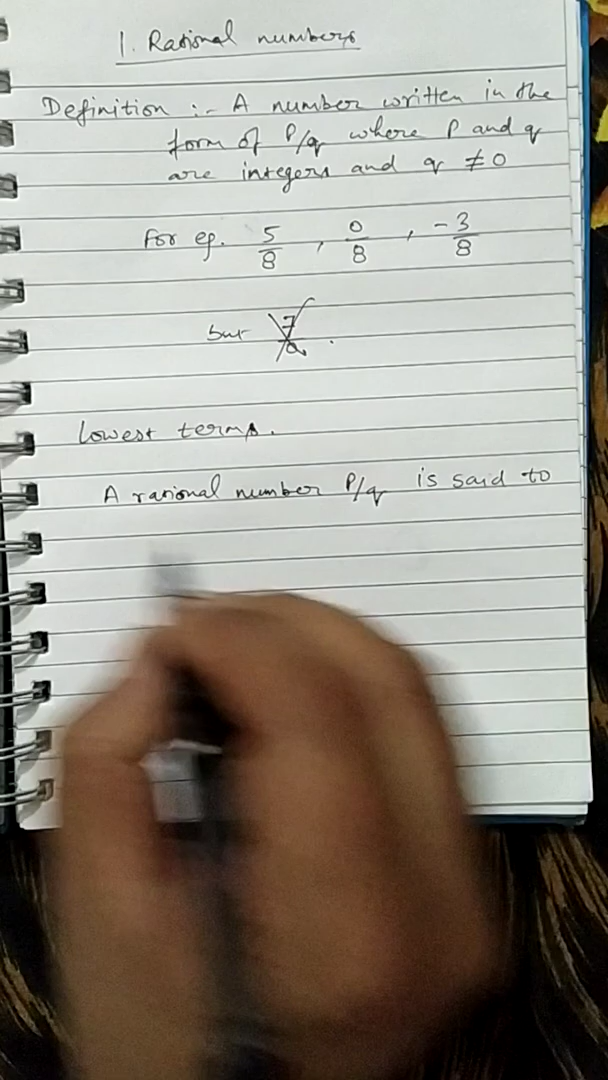 1. Rational numbers
Definition :- A number written in the
form of P/q where P and q
are integers and q ≠ 0
For eg. 5/8 , 0/8 , -3/8
but 7/
Lowest terms.
A rational number P/q is said to